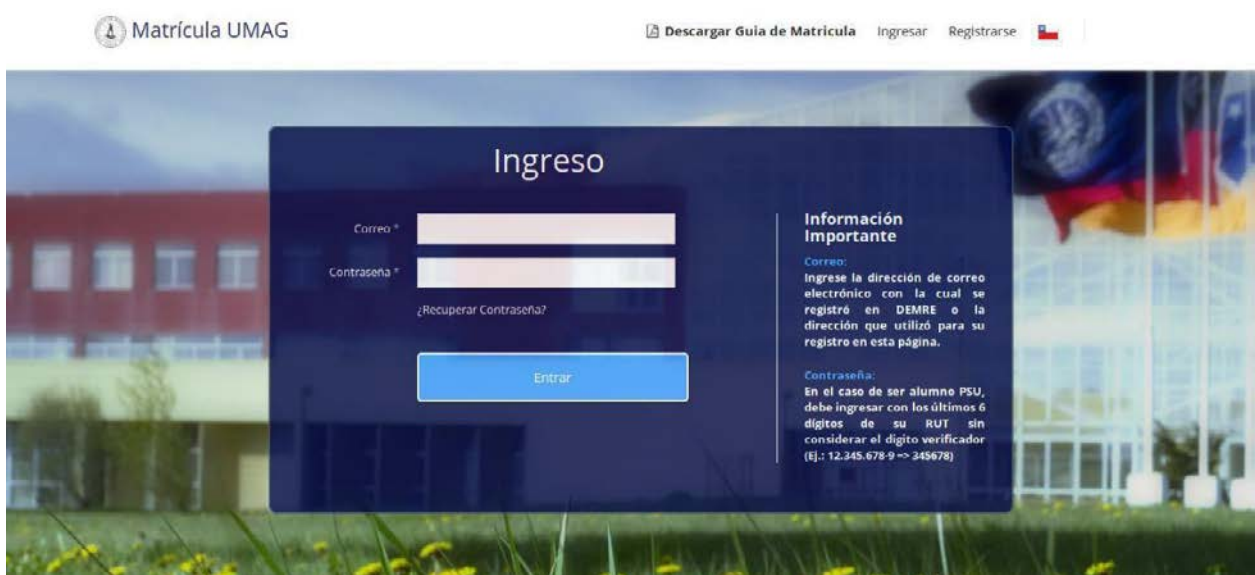 Matrícula UMAG
Descargar Guia de Matricula Ingresar Registrarse
Ingreso
Correo *
Contraseña *
¿Recuperar Contraseña?
Entrar
Información
Importante
Correo:
Ingrese la dirección de correo
electrónico con la cual se
registró en DEMRE o la
dirección que utilizó para su
registro en esta página.
Contraseña:
En el caso de ser alumno PSU,
debe ingresar con los últimos 6
dígitos de su RUT sin
considerar el digito verificador
(Ej.: 12.345.678-9 => 345678)